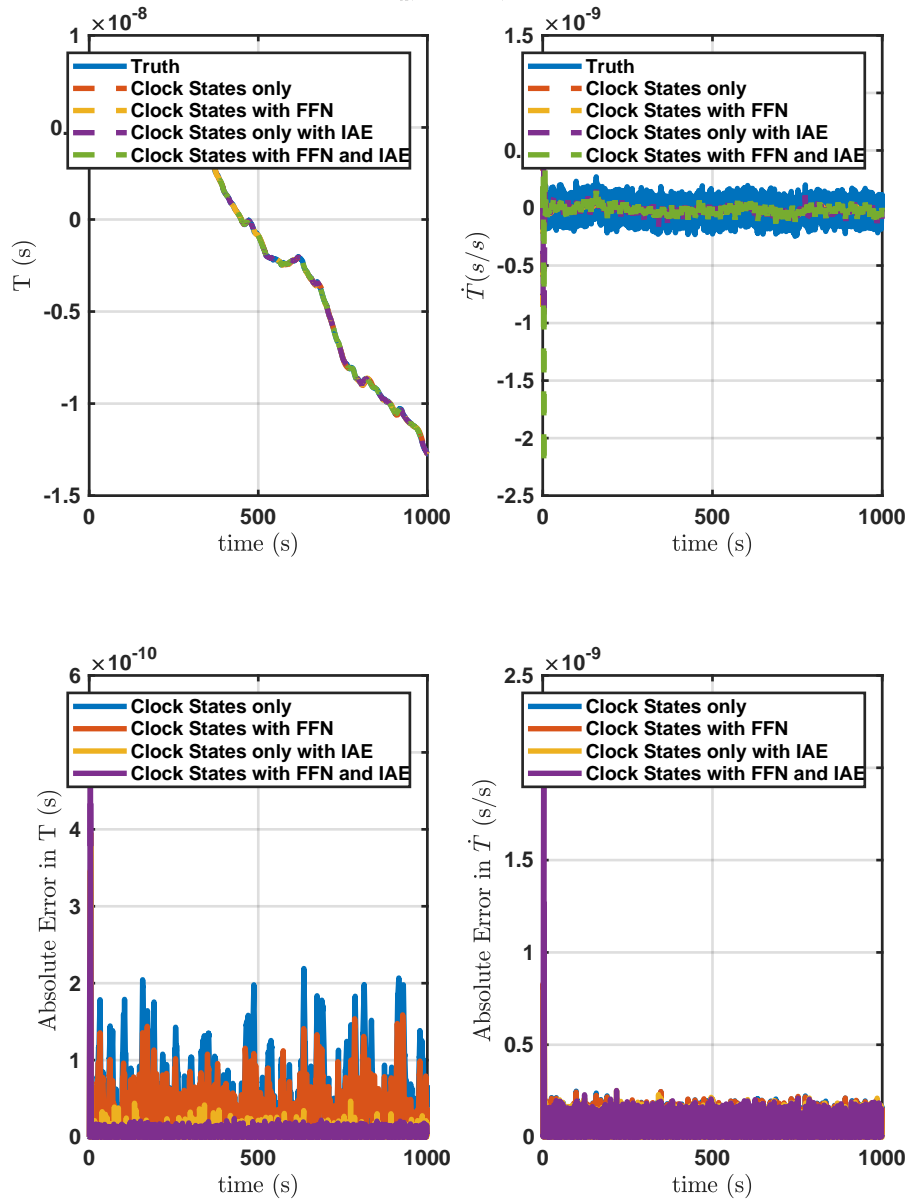 ×10^-8
Truth
Clock States only
Clock States with FFN
Clock States only with IAE
Clock States with FFN and IAE
1
0.
0
-0.5
-1
-1.5
T (s)
0
500
1000
time (s)
×10^-9
Truth
Clock States only
Clock States with FFN
Clock States only with IAE
Clock States with FFN and IAE
1.5
0.
0
-0.5
-1
-1.5
-2
-2.5
Ṫ(s/s)
0
500
1000
time (s)
×10^-10
Clock States only
Clock States with FFN
Clock States only with IAE
Clock States with FFN and IAE
6
4
3
2
1
0
Absolute Error in T (s)
0
500
1000
time (s)
×10^-9
Clock States only
Clock States with FFN
Clock States only with IAE
Clock States with FFN and IAE
2.5
1.5
1
0.5
0
Absolute Error in Ṫ (s/s)
0
500
1000
time (s)